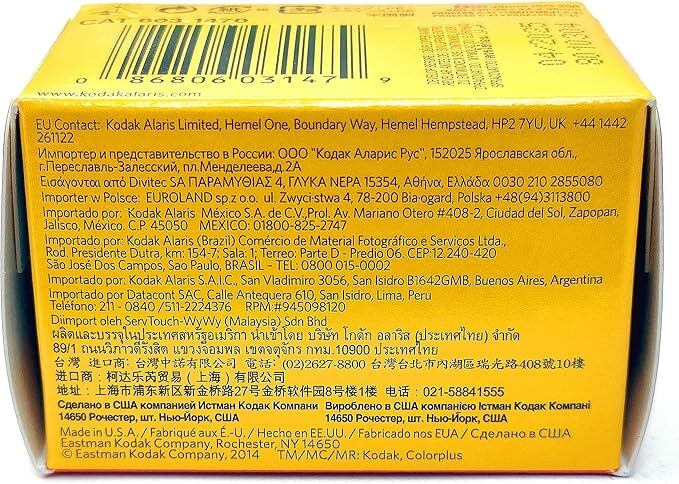 CAT 603 1470
0 86806 03147 9
www.kodakalaris.com
EU Contact: Kodak Alaris Limited, Hemel One, Boundary Way, Hemel Hempstead, HP2 7YU, UK +44 1442
261122
Импортер и представительство в России: ООО "Кодак Аларис Рус", 152025 Ярославская обл.,
г.Переславль-Залесский, пл.Менделеева,д.2А
Εισάγονται από Divitec SA ΠΑΡΑΜΥΘΙΑΣ 4, ΓΛΥΚΑ ΝΕΡΑ 15354, Αθήνα, Ελλάδα 0030 210 2855080
Importer w Polsce: EUROLAND sp.z o.o. ul. Zwyci·stwa 4, 78-200 Bia·ogard, Polska +48(94)3113800
Importado por: Kodak Alaris México S.A. de C.V.,Prol. Av. Mariano Otero #408-2, Ciudad del Sol, Zapopan,
Jalisco, México, C.P. 45050 MEXICO: 01800-825-2747
Importado por: Kodak Alaris (Brazil) Comércio de Material Fotográfico e Serviços Ltda.,
Rod. Presidente Dutra, km: 154-7; Sala: 1; Terreo: Parte D - Predio 06. CEP:12.240-420
São José Dos Campos, Sao Paulo, BRASIL - TEL: 0800 015-0002
Importado por: Kodak Alaris S.A.I.C., San Vladimiro 3056, San Isidro B1642GMB, Buenos Aires, Argentina
Importado por Datacont SAC, Calle Antequera 610, San Isidro, Lima, Peru
Teléfono: 211 - 0840 /511-2224376 RPM.#945098120
Diimport oleh ServTouch-WyWy (Malaysia) Sdn Bhd
ผลิตและบรรจุในประเทศสหรัฐอเมริกา นำเข้าโดย บริษัท โกดัก อลาริส (ประเทศไทย) จำกัด
89/1 ถนนวิภาวดีรังสิต แขวงจอมพล เขตจตุจักร กทม.10900 ประเทศไทย
台灣 進口商: 台灣中諾有限公司 電話: (02)2627-8800 台灣台北市內湖區瑞光路408號10樓
进口商：柯达乐芮贸易（上海）有限公司
地址：上海市浦东新区新金桥路27号金桥软件园8号楼1楼 电话：021-58841555
Сделано в США компанией Истман Кодак Компани Вироблено в США компанією Істман Кодак Компані
14650 Рочестер, шт. Нью-Йорк, США 14650 Рочестер, шт. Нью-Йорк, США
Made in U.S.A./ Fabriqué aux É.-U./ Hecho en EE.UU./ Fabricado nos EUA /Сделано в США
Eastman Kodak Company, Rochester, NY 14650
©Eastman Kodak Company, 2014 TM/MC/MR: Kodak, Colorplus